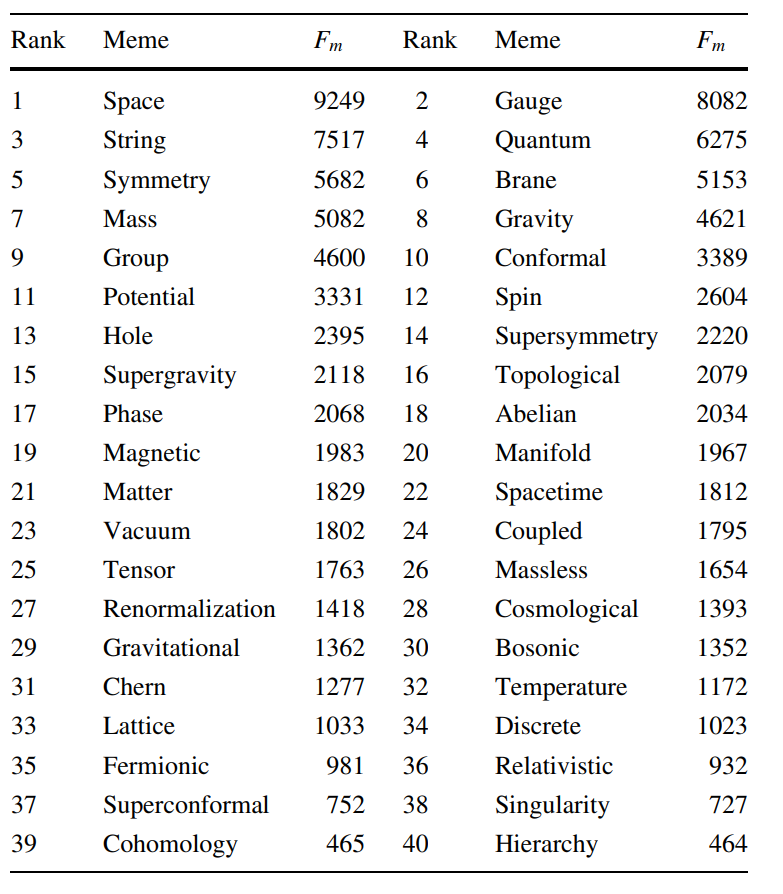 Rank Meme F_m Rank Meme F_m
1 Space 9249 2 Gauge 8082
3 String 7517 4 Quantum 6275
5 Symmetry 5682 6 Brane 5153
7 Mass 5082 8 Gravity 4621
9 Group 4600 10 Conformal 3389
11 Potential 3331 12 Spin 2604
13 Hole 2395 14 Supersymmetry 2220
15 Supergravity 2118 16 Topological 2079
17 Phase 2068 18 Abelian 2034
19 Magnetic 1983 20 Manifold 1967
21 Matter 1829 22 Spacetime 1812
23 Vacuum 1802 24 Coupled 1795
25 Tensor 1763 26 Massless 1654
27 Renormalization 1418 28 Cosmological 1393
29 Gravitational 1362 30 Bosonic 1352
31 Chern 1277 32 Temperature 1172
33 Lattice 1033 34 Discrete 1023
35 Fermionic 981 36 Relativistic 932
37 Superconformal 752 38 Singularity 727
39 Cohomology 465 40 Hierarchy 464